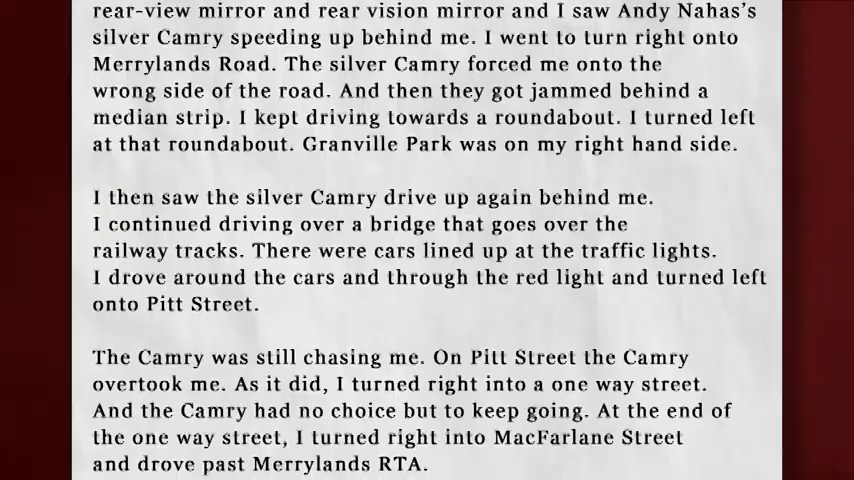 rear-view mirror and rear vision mirror and I saw Andy Nahas's
silver Camry speeding up behind me. I went to turn right onto
Merrylands Road. The silver Camry forced me onto the
wrong side of the road. And then they got jammed behind a
median strip. I kept driving towards a roundabout. I turned left
at that roundabout. Granville Park was on my right hand side.
I then saw the silver Camry drive up again behind me.
I continued driving over a bridge that goes over the
railway tracks. There were cars lined up at the traffic lights.
I drove around the cars and through the red light and turned left
onto Pitt Street.
The Camry was still chasing me. On Pitt Street the Camry
overtook me. As it did, I turned right into a one way street.
And the Camry had no choice but to keep going. At the end of
the one way street, I turned right into MacFarlane Street
and drove past Merrylands RTA.